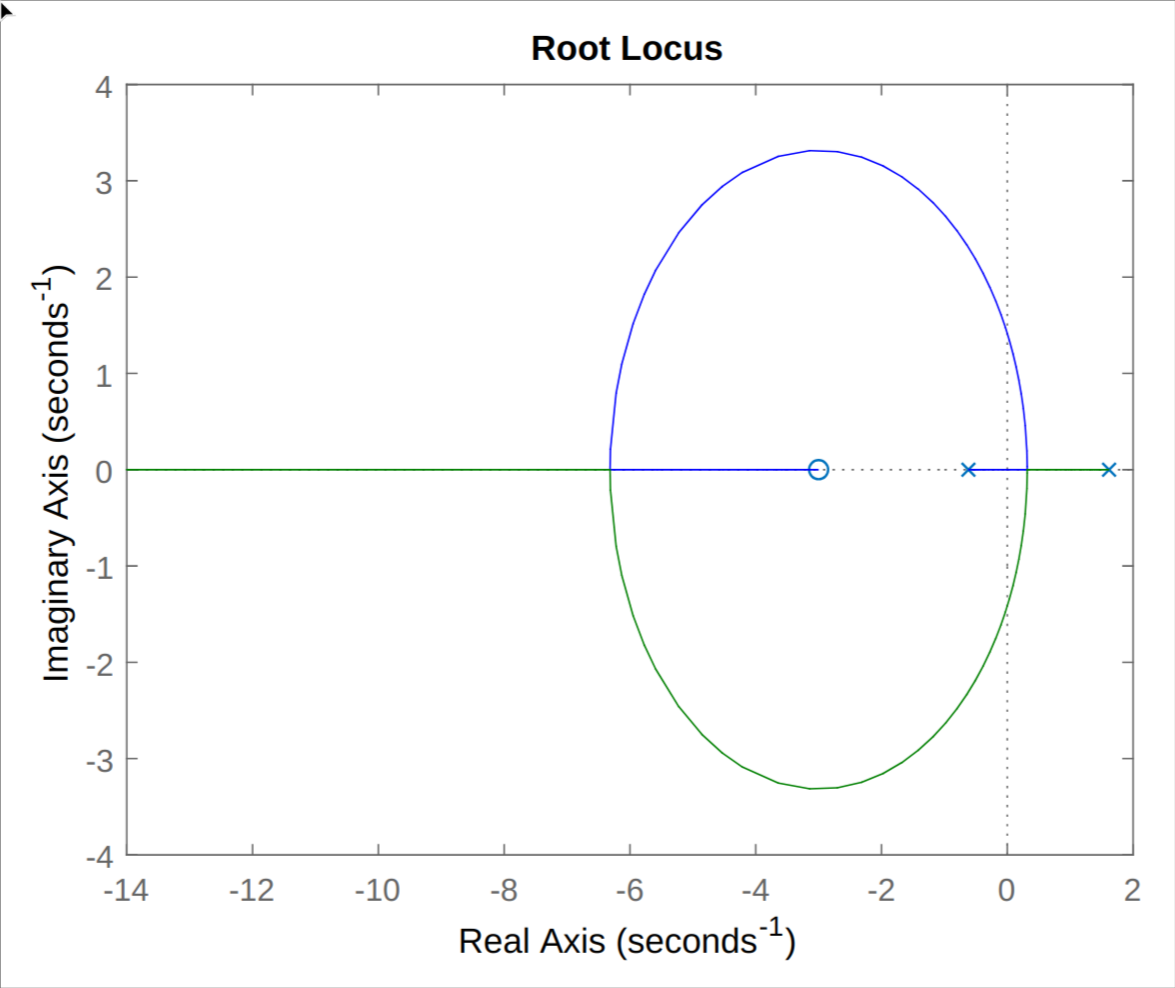 Root Locus
4
3
2
1
0
-1
-2
-3
-4
Imaginary Axis (seconds⁻¹)
-14 -12 -10 -8 -6 -4 -2 0 2
Real Axis (seconds⁻¹)